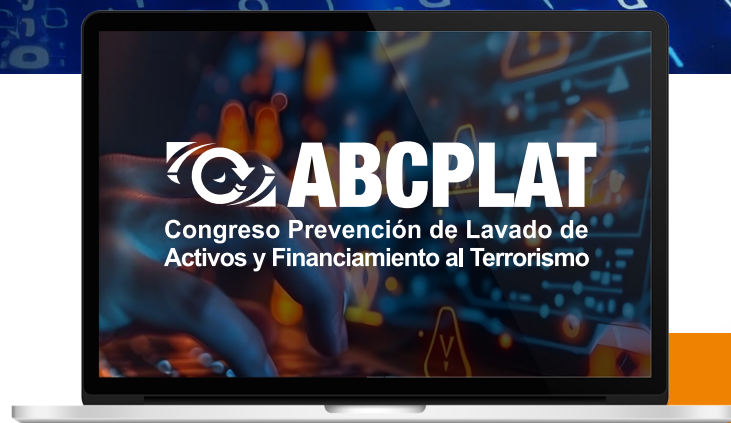 ABCPLAT
Congreso Prevención de Lavado de
Activos y Financiamiento al Terrorismo